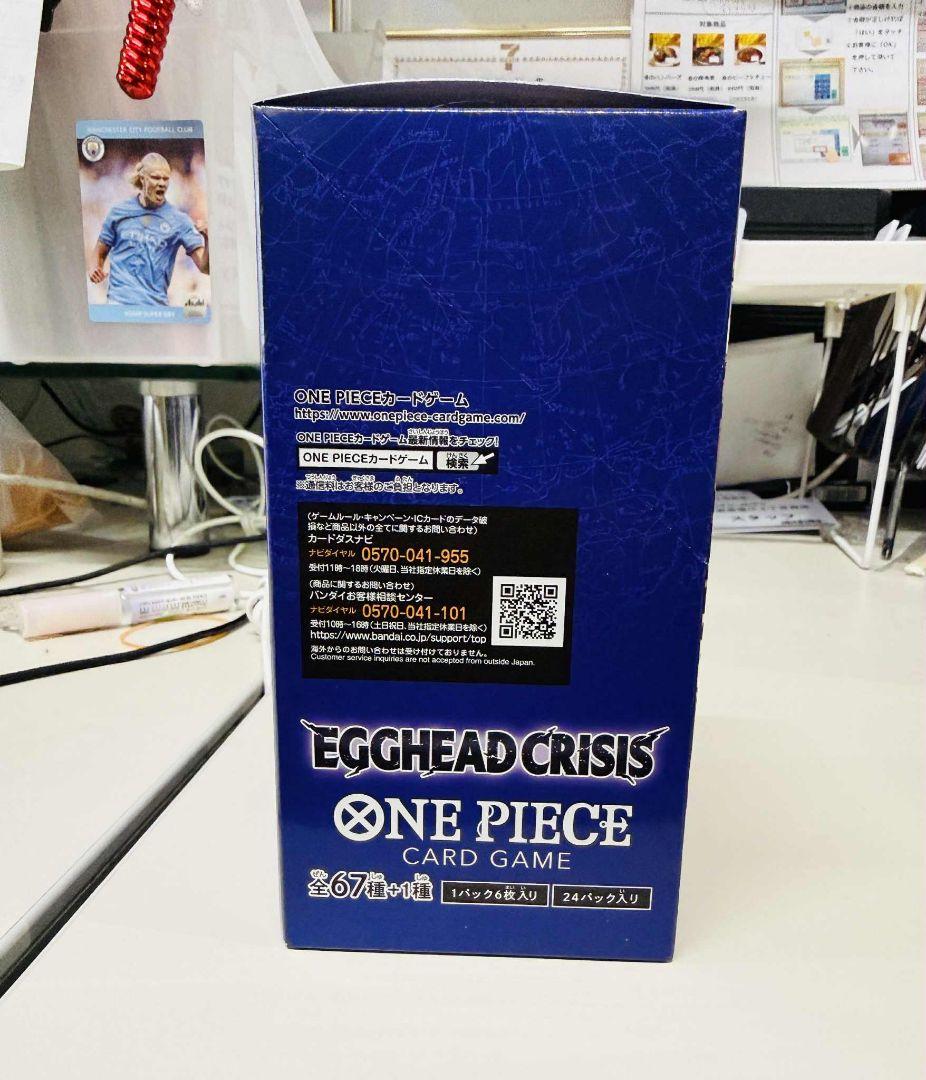 MANCHESTER CITY FOOTBALL CLUB
ETIHAD
Asahi
ASAHI SUPER DRY
対象商品
ONE PIECEカードゲーム
https://www.onepiece-cardgame.com/
ONE PIECEカードゲーム最新情報をチェック!
ONE PIECEカードゲーム 検索
※通信料はお客様のご負担となります。
(ゲームルール・キャンペーン・ICカードのデータ破
損など商品以外の全てに関するお問い合わせ)
カードダスナビ
ナビダイヤル 0570-041-955
受付11時~18時(火曜日、当社指定休業日を除く)
(商品に関するお問い合わせ)
バンダイお客様相談センター
ナビダイヤル 0570-041-101
受付10時~16時(土日祝日、当社指定休業日を除く)
https://www.bandai.co.jp/support/top
海外からのお問い合わせは受け付けておりません。
Customer service inquiries are not accepted from outside Japan.
EGGHEAD CRISIS
ONE PIECE
CARD GAME
全67種+1種 1パック6枚入り 24パック入り